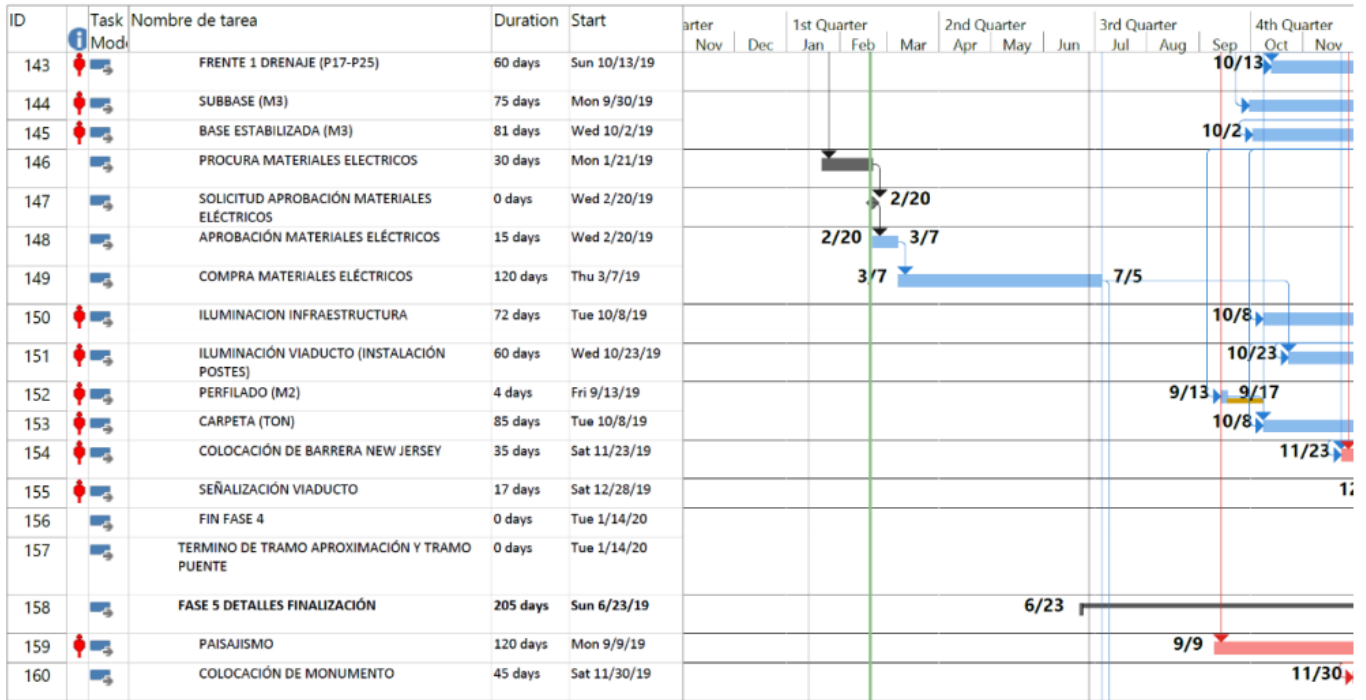 ID Task Mode Nombre de tarea Duration Start
arter 1st Quarter 2nd Quarter 3rd Quarter 4th Quarter
Nov Dec Jan Feb Mar Apr May Jun Jul Aug Sep Oct Nov
143 FRENTE 1 DRENAJE (P17-P25) 60 days Sun 10/13/19 10/13
144 SUBBASE (M3) 75 days Mon 9/30/19
145 BASE ESTABILIZADA (M3) 81 days Wed 10/2/19 10/2
146 PROCURA MATERIALES ELECTRICOS 30 days Mon 1/21/19
147 SOLICITUD APROBACIÓN MATERIALES 0 days Wed 2/20/19 2/20
ELÉCTRICOS
148 APROBACIÓN MATERIALES ELÉCTRICOS 15 days Wed 2/20/19 2/20 3/7
149 COMPRA MATERIALES ELÉCTRICOS 120 days Thu 3/7/19 3/7 7/5
150 ILUMINACION INFRAESTRUCTURA 72 days Tue 10/8/19 10/8
151 ILUMINACIÓN VIADUCTO (INSTALACIÓN 60 days Wed 10/23/19 10/23
POSTES)
152 PERFILADO (M2) 4 days Fri 9/13/19 9/13 9/17
153 CARPETA (TON) 85 days Tue 10/8/19 10/8
154 COLOCACIÓN DE BARRERA NEW JERSEY 35 days Sat 11/23/19 11/23
155 SEÑALIZACIÓN VIADUCTO 17 days Sat 12/28/19 12
156 FIN FASE 4 0 days Tue 1/14/20
157 TERMINO DE TRAMO APROXIMACIÓN Y TRAMO 0 days Tue 1/14/20
PUENTE
158 FASE 5 DETALLES FINALIZACIÓN 205 days Sun 6/23/19 6/23
159 PAISAJISMO 120 days Mon 9/9/19 9/9
160 COLOCACIÓN DE MONUMENTO 45 days Sat 11/30/19 11/30